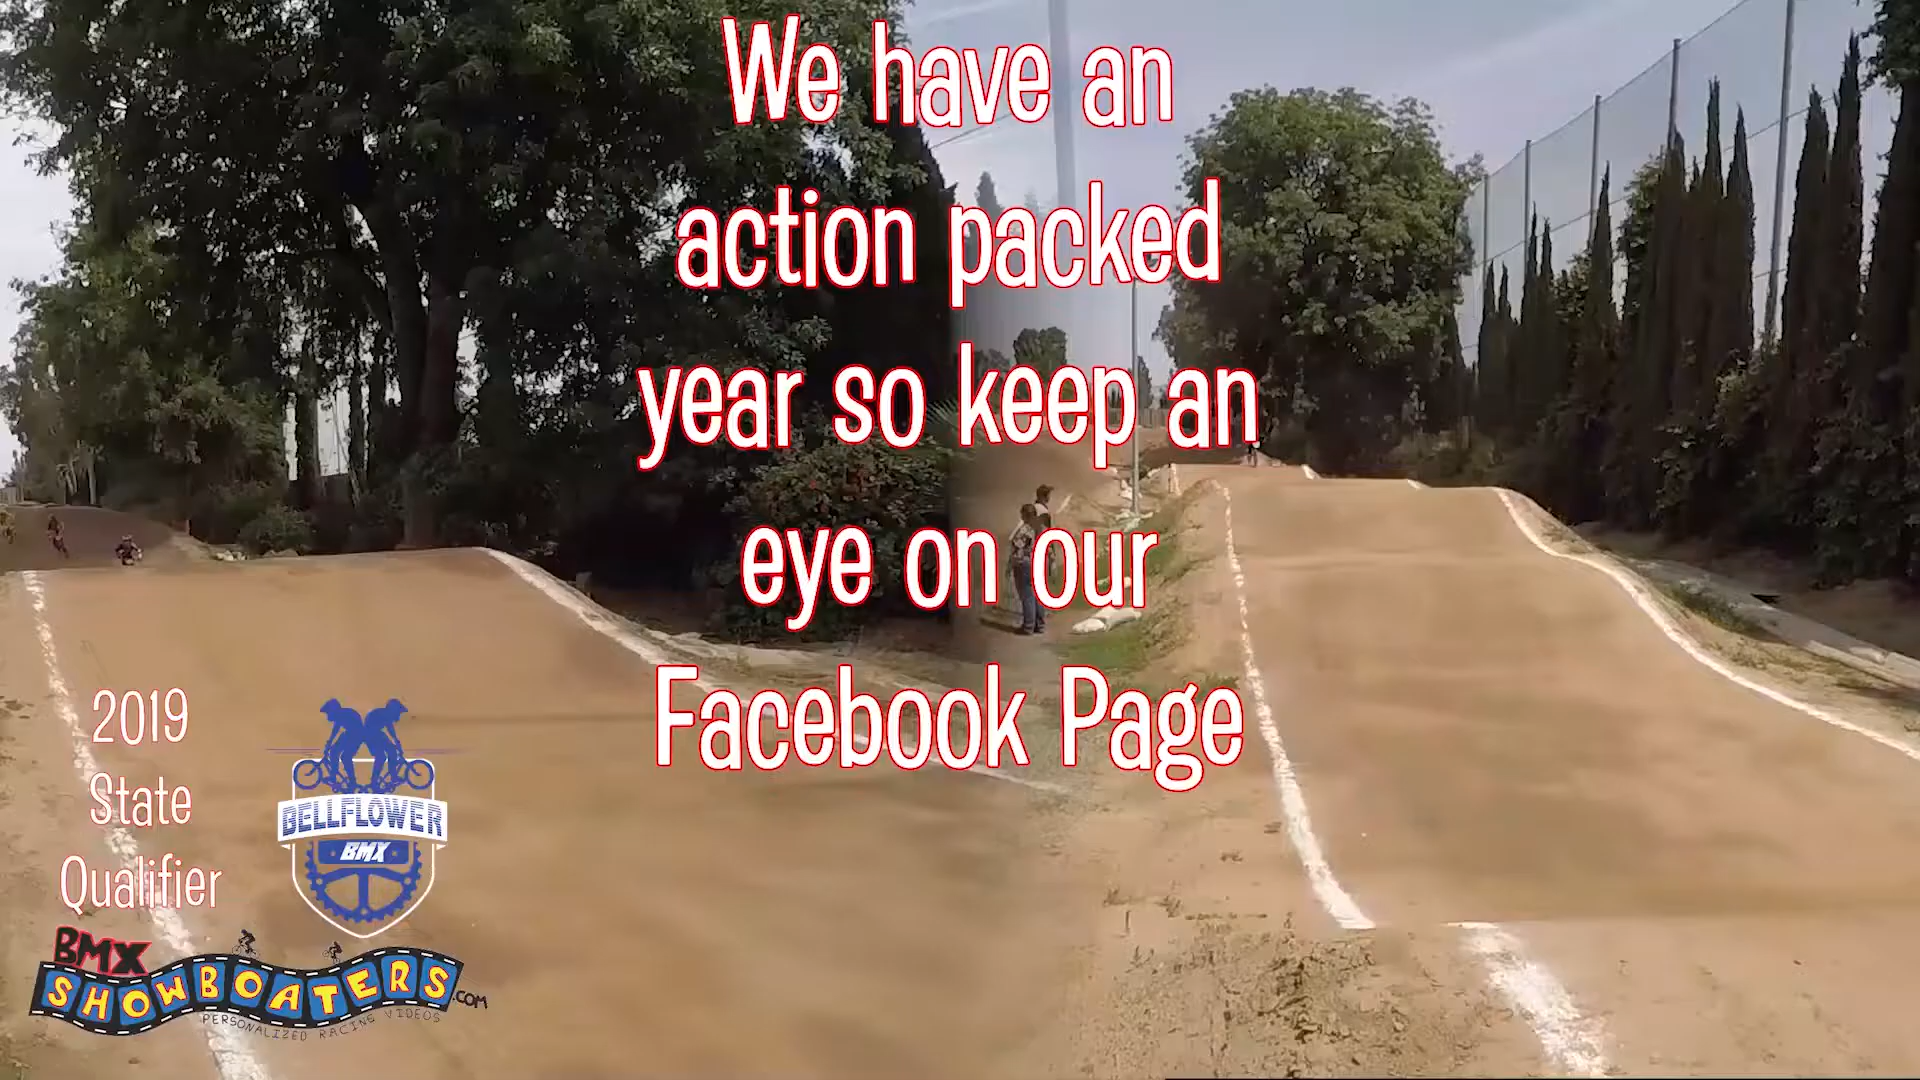 We have an
action packed
year so keep an
eye on our
Facebook Page
2019
State
Qualifier
BELLFLOWER
BMX
BMX
SHOWBOATERS.COM
PERSONALIZED RACING VIDEOS